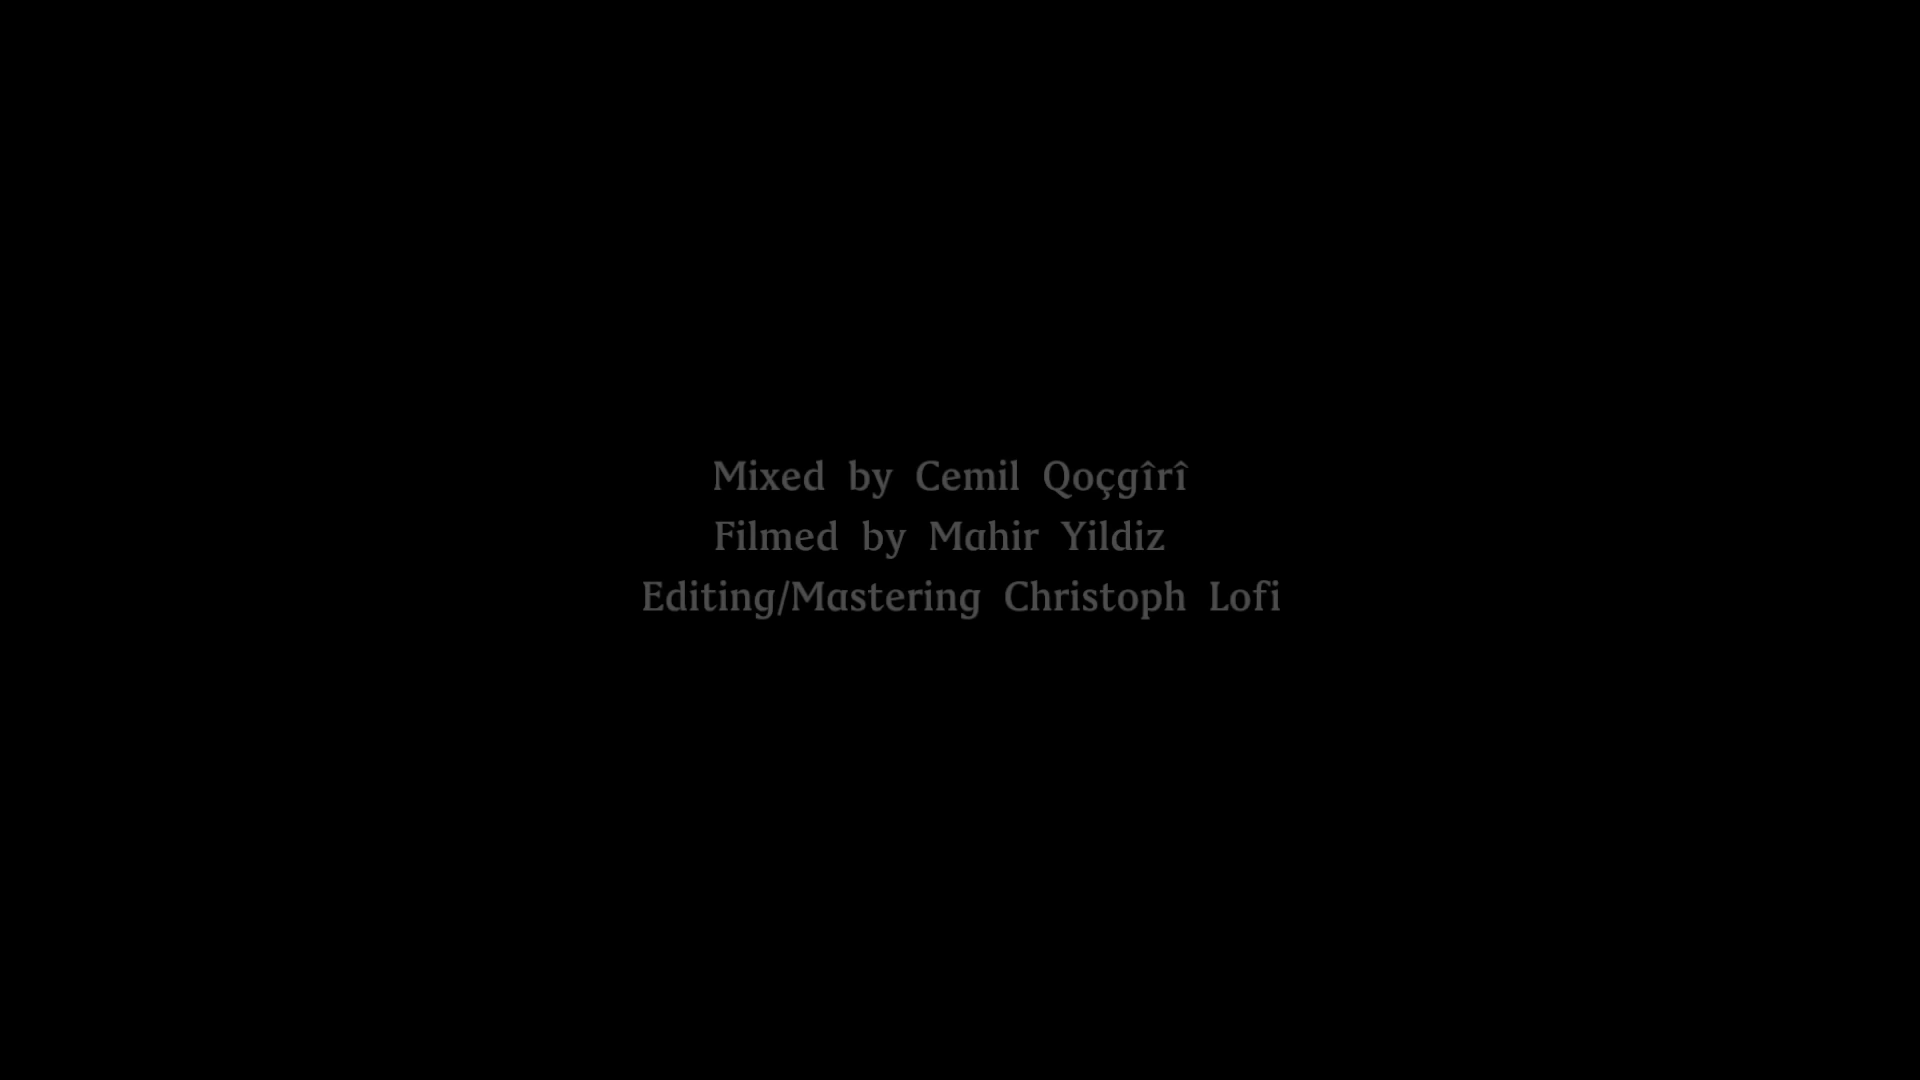 Mixed by Cemil Qoçgîrî
Filmed by Mahir Yildiz
Editing/Mastering Christoph Lofi